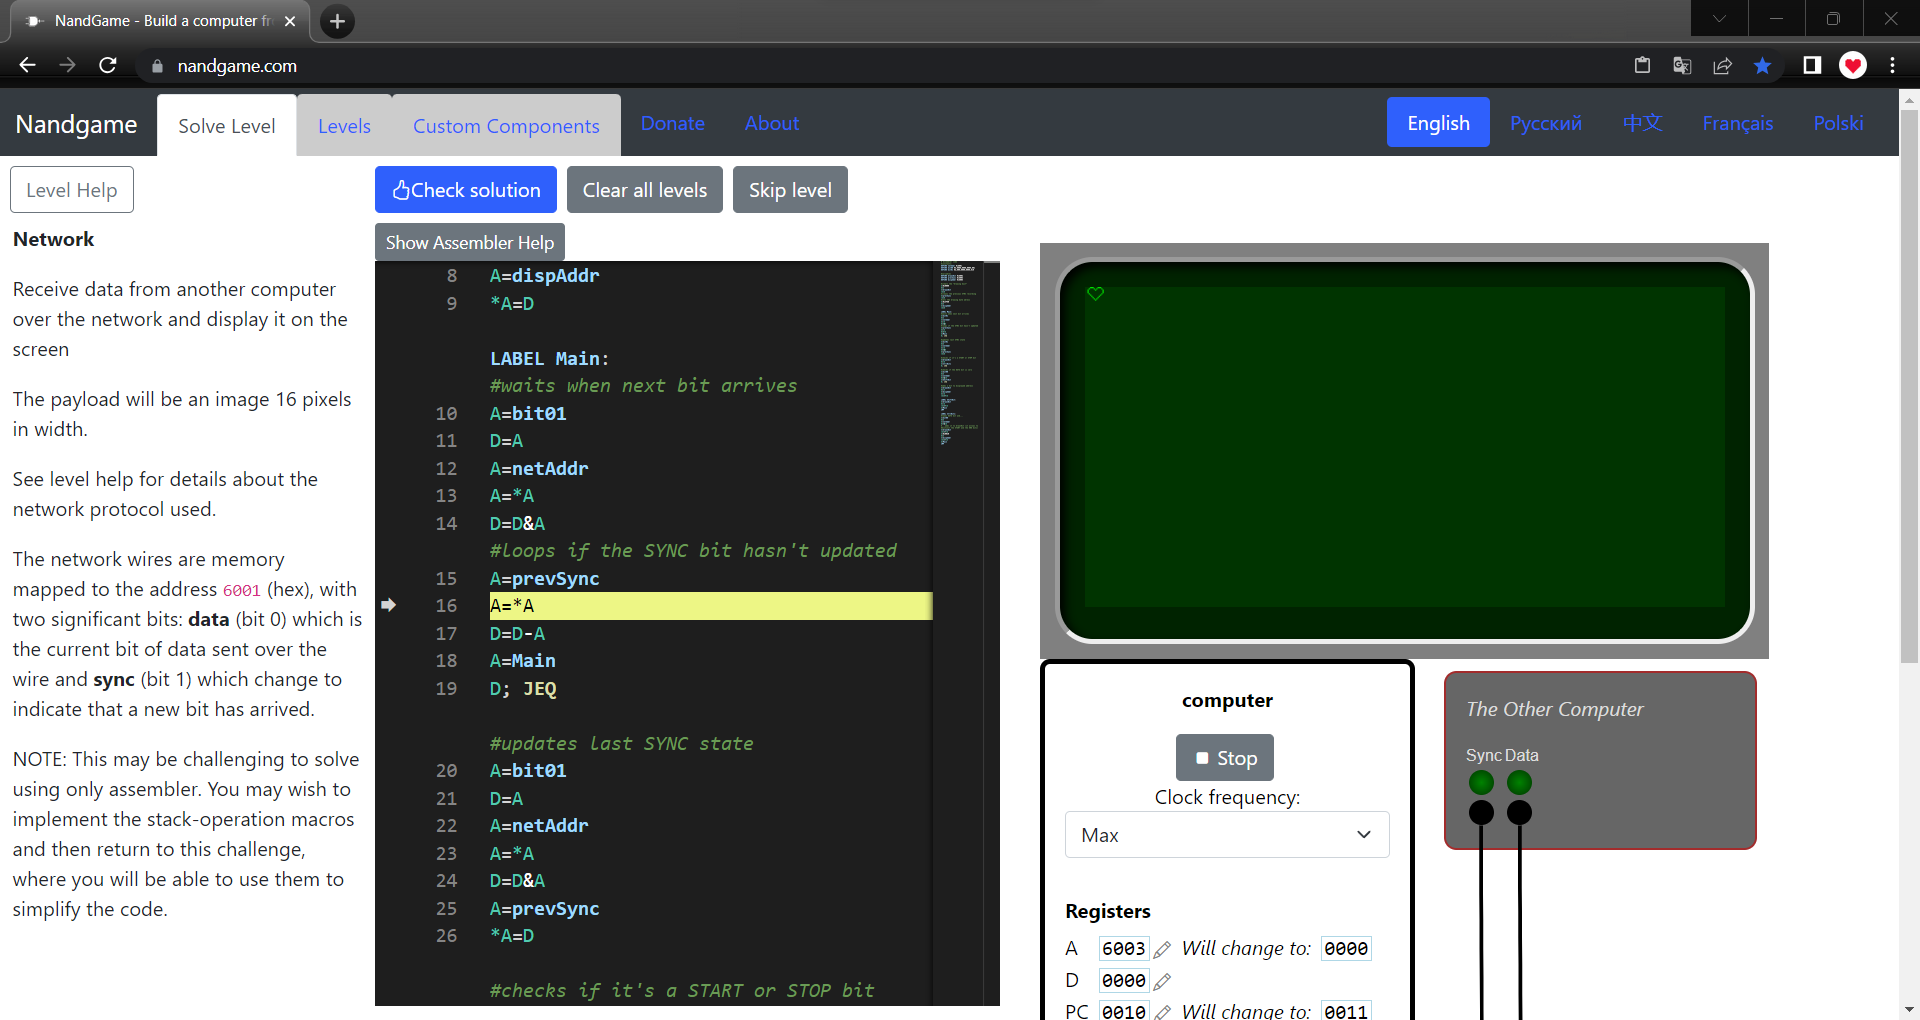 NandGame - Build a computer fr
nandgame.com
Nandgame
Solve Level
Levels
Custom Components
Donate
About
English
Русский
中文
Français
Polski
Level Help
Check solution
Clear all levels
Skip level
Network
Receive data from another computer
over the network and display it on the
screen
The payload will be an image 16 pixels
in width.
See level help for details about the
network protocol used.
The network wires are memory
mapped to the address 6001 (hex), with
two significant bits: data (bit 0) which is
the current bit of data sent over the
wire and sync (bit 1) which change to
indicate that a new bit has arrived.
NOTE: This may be challenging to solve
using only assembler. You may wish to
implement the stack-operation macros
and then return to this challenge,
where you will be able to use them to
simplify the code.
Show Assembler Help
8 A=dispAddr
9 *A=D
LABEL Main:
#waits when next bit arrives
10 A=bit01
11 D=A
12 A=netAddr
13 A=*A
14 D=D&A
#loops if the SYNC bit hasn't updated
15 A=prevSync
16 A=*A
17 D=D-A
18 A=Main
19 D; JEQ
#updates last SYNC state
20 A=bit01
21 D=A
22 A=netAddr
23 A=*A
24 D=D&A
25 A=prevSync
26 *A=D
#checks if it's a START or STOP bit
computer
Stop
Clock frequency:
Max
Registers
A 6003 Will change to: 0000
D 0000
PC 0010 Will change to: 0011
The Other Computer
Sync Data